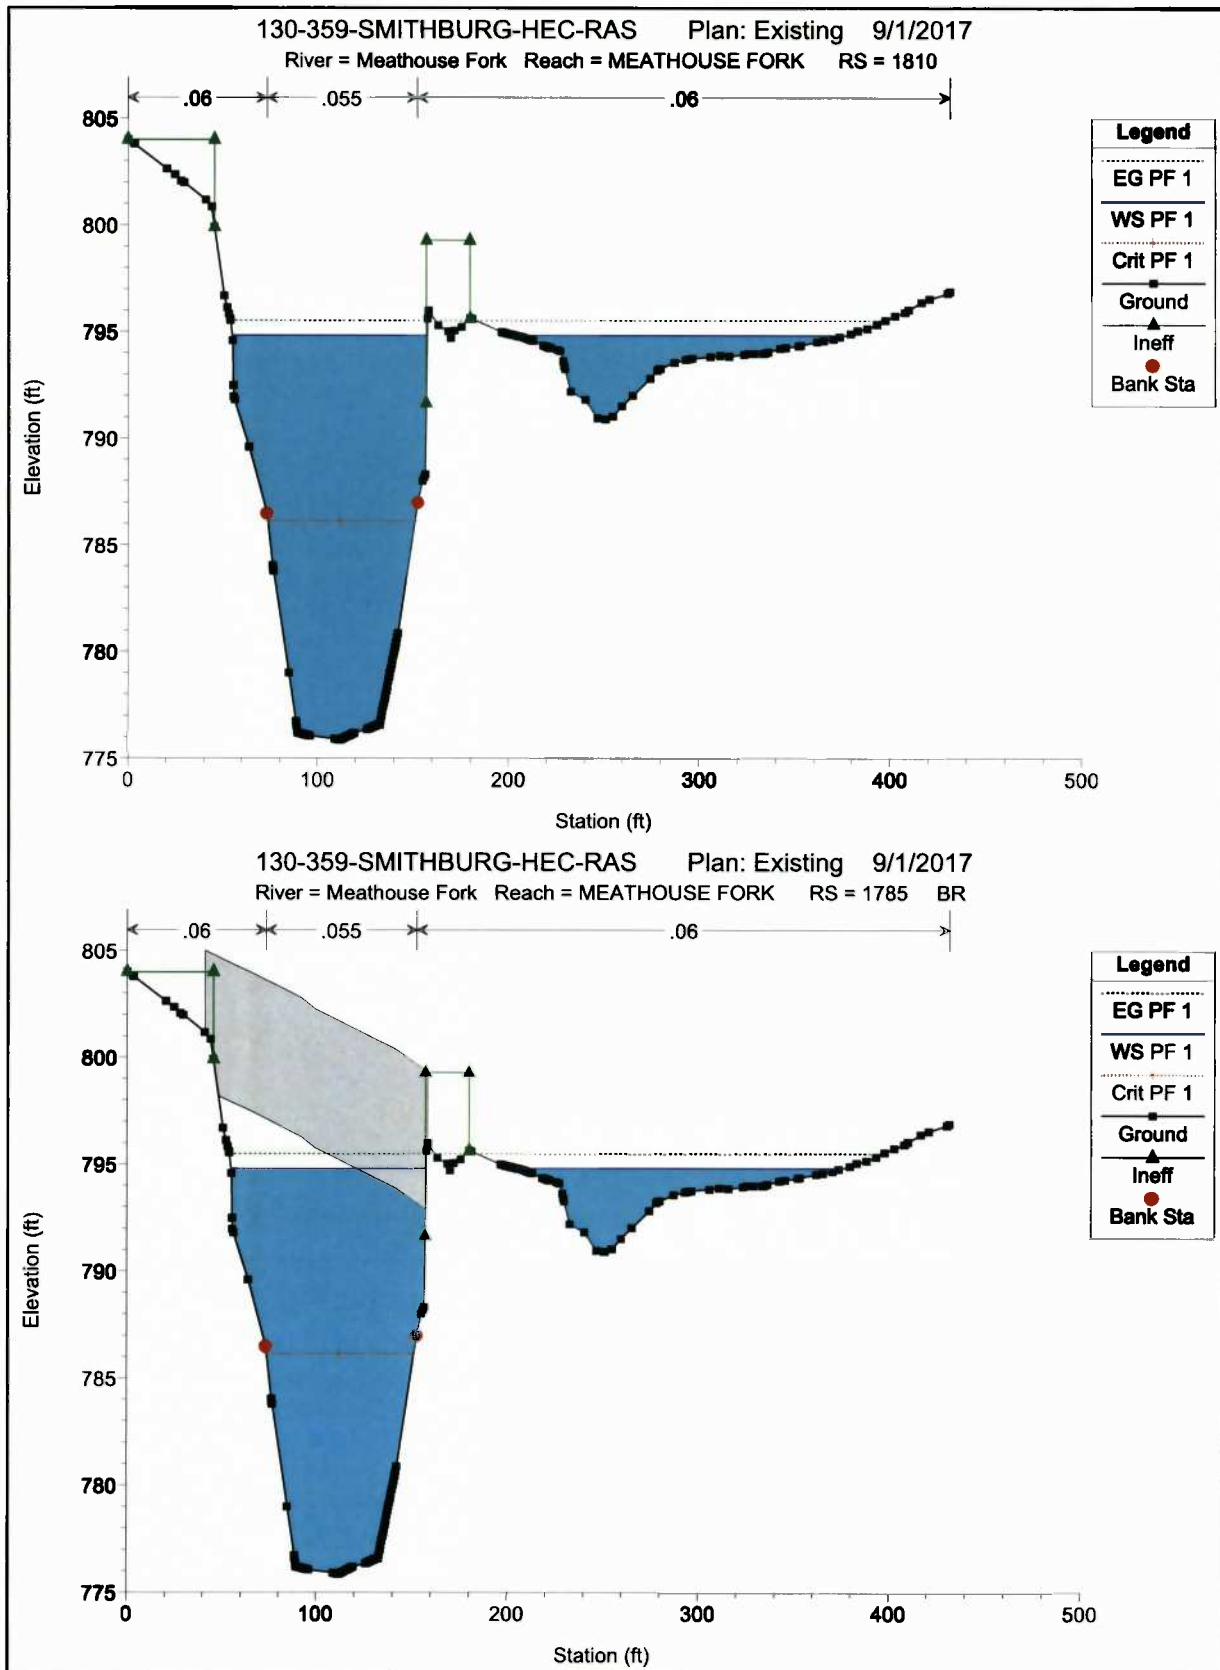 130-359-SMITHBURG-HEC-RAS Plan: Existing 9/1/2017
River = Meathouse Fork Reach = MEATHOUSE FORK RS = 1810
.06 .055 .06
805
800
795
790
785
780
775
Elevation (ft)
0 100 200 300 400 500
Station (ft)
Legend
EG PF 1
WS PF 1
Crit PF 1
Ground
Ineff
Bank Sta
130-359-SMITHBURG-HEC-RAS Plan: Existing 9/1/2017
River = Meathouse Fork Reach = MEATHOUSE FORK RS = 1785 BR
.06 .055 .06
805
800
795
790
785
780
775
Elevation (ft)
0 100 200 300 400 500
Station (ft)
Legend
EG PF 1
WS PF 1
Crit PF 1
Ground
Ineff
Bank Sta